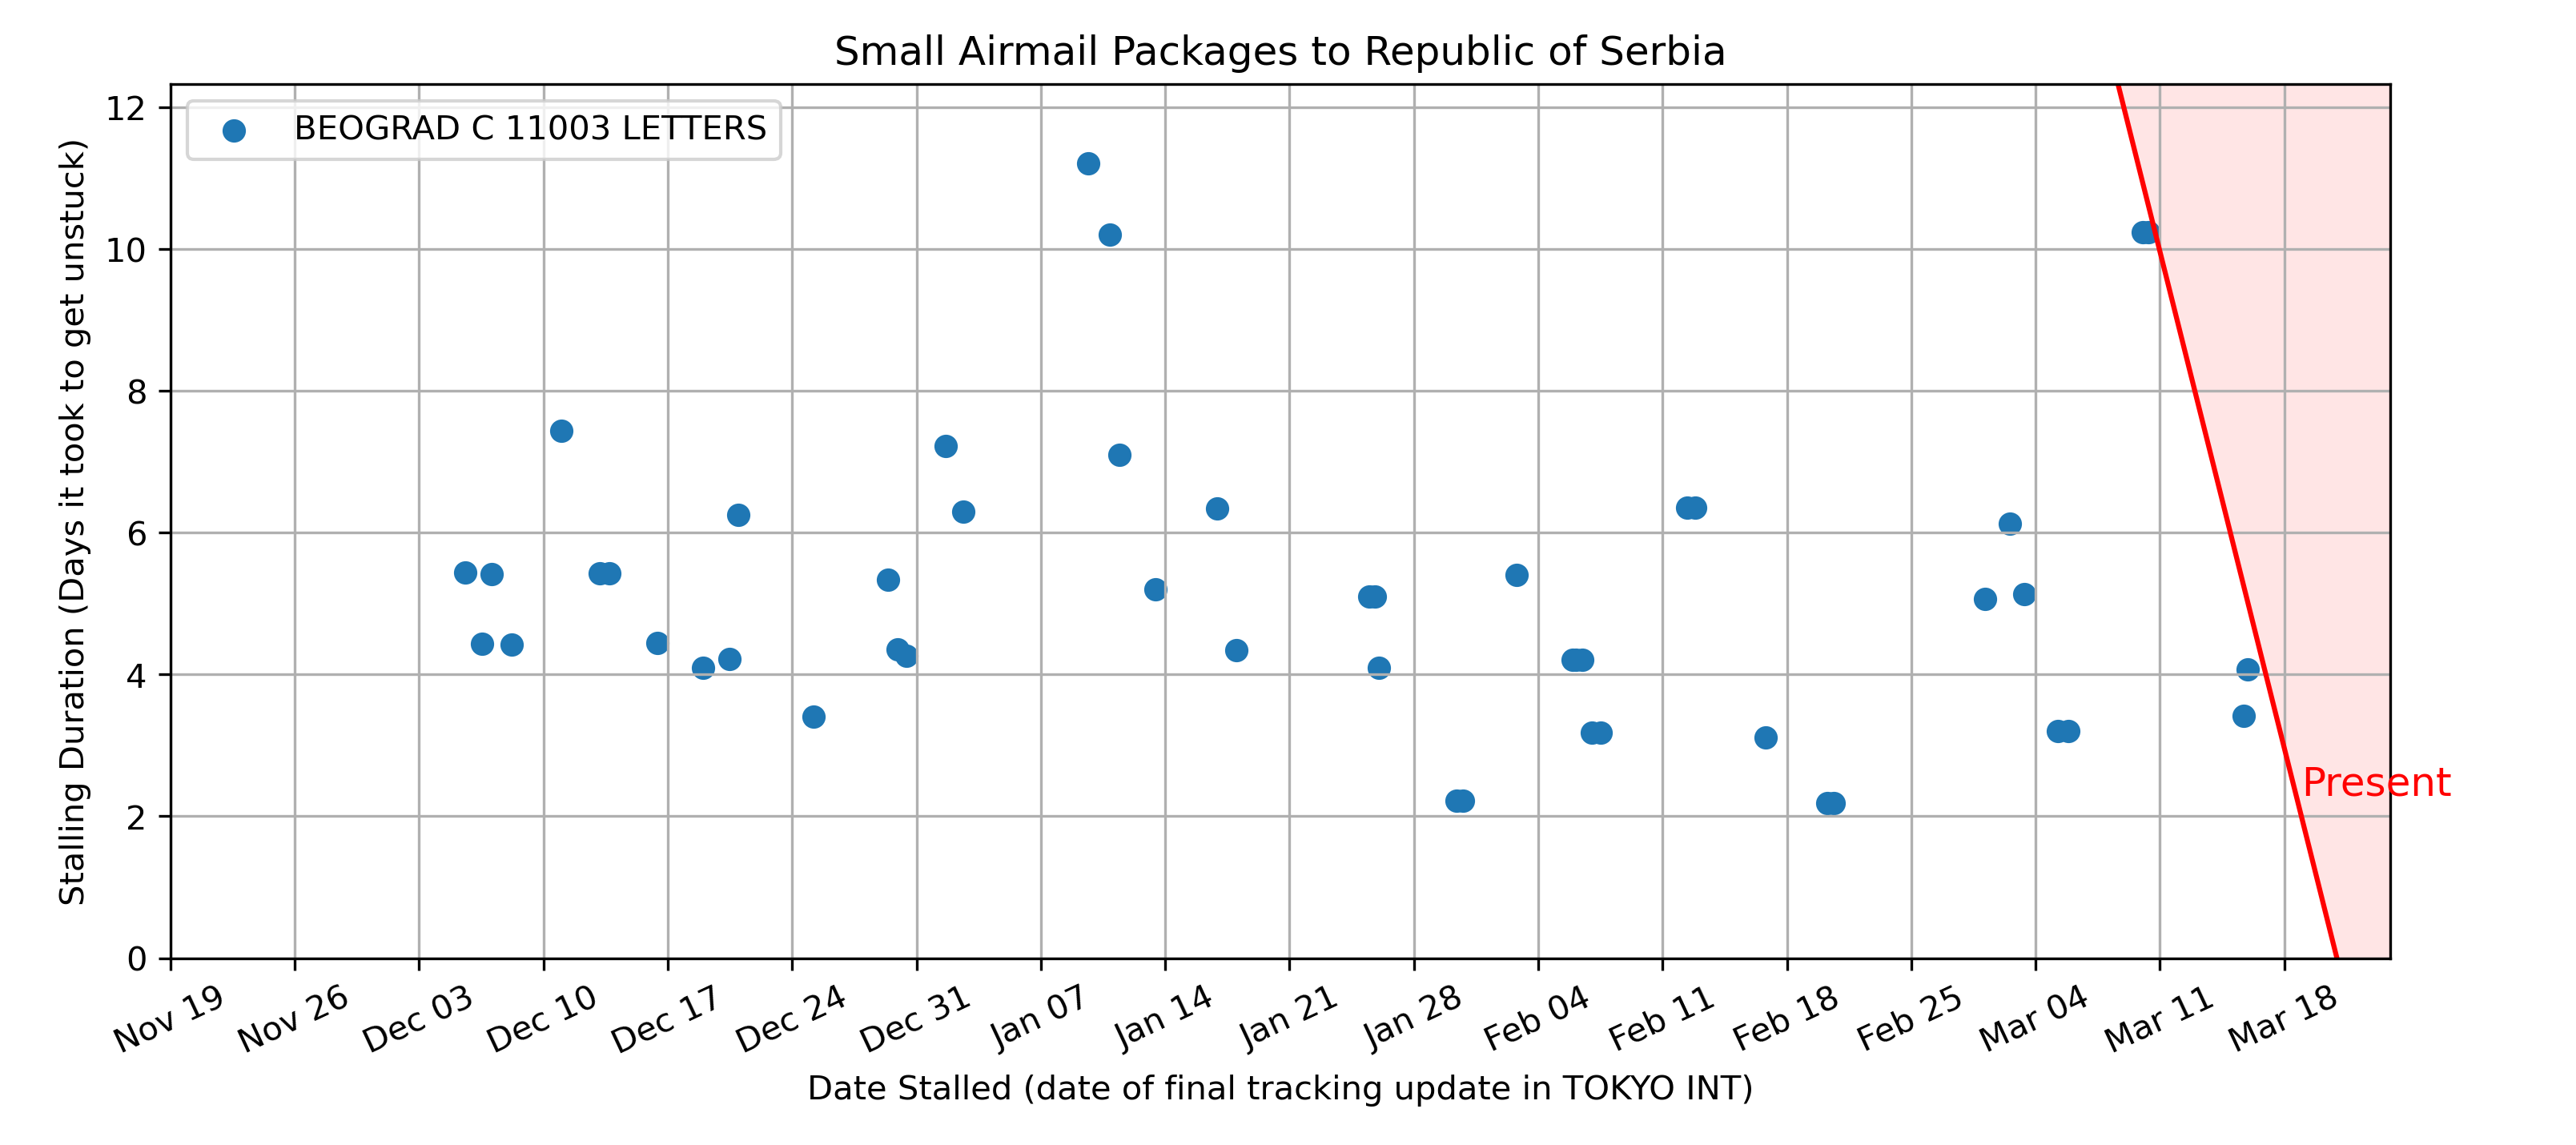 Small Airmail Packages to Republic of Serbia
BEOGRAD C 11003 LETTERS
Stalling Duration (Days it took to get unstuck)
12
10
8
6
4
2
0
Present
Nov 19 Nov 26 Dec 03 Dec 10 Dec 17 Dec 24 Dec 31 Jan 07 Jan 14 Jan 21 Jan 28 Feb 04 Feb 11 Feb 18 Feb 25 Mar 04 Mar 11 Mar 18
Date Stalled (date of final tracking update in TOKYO INT)